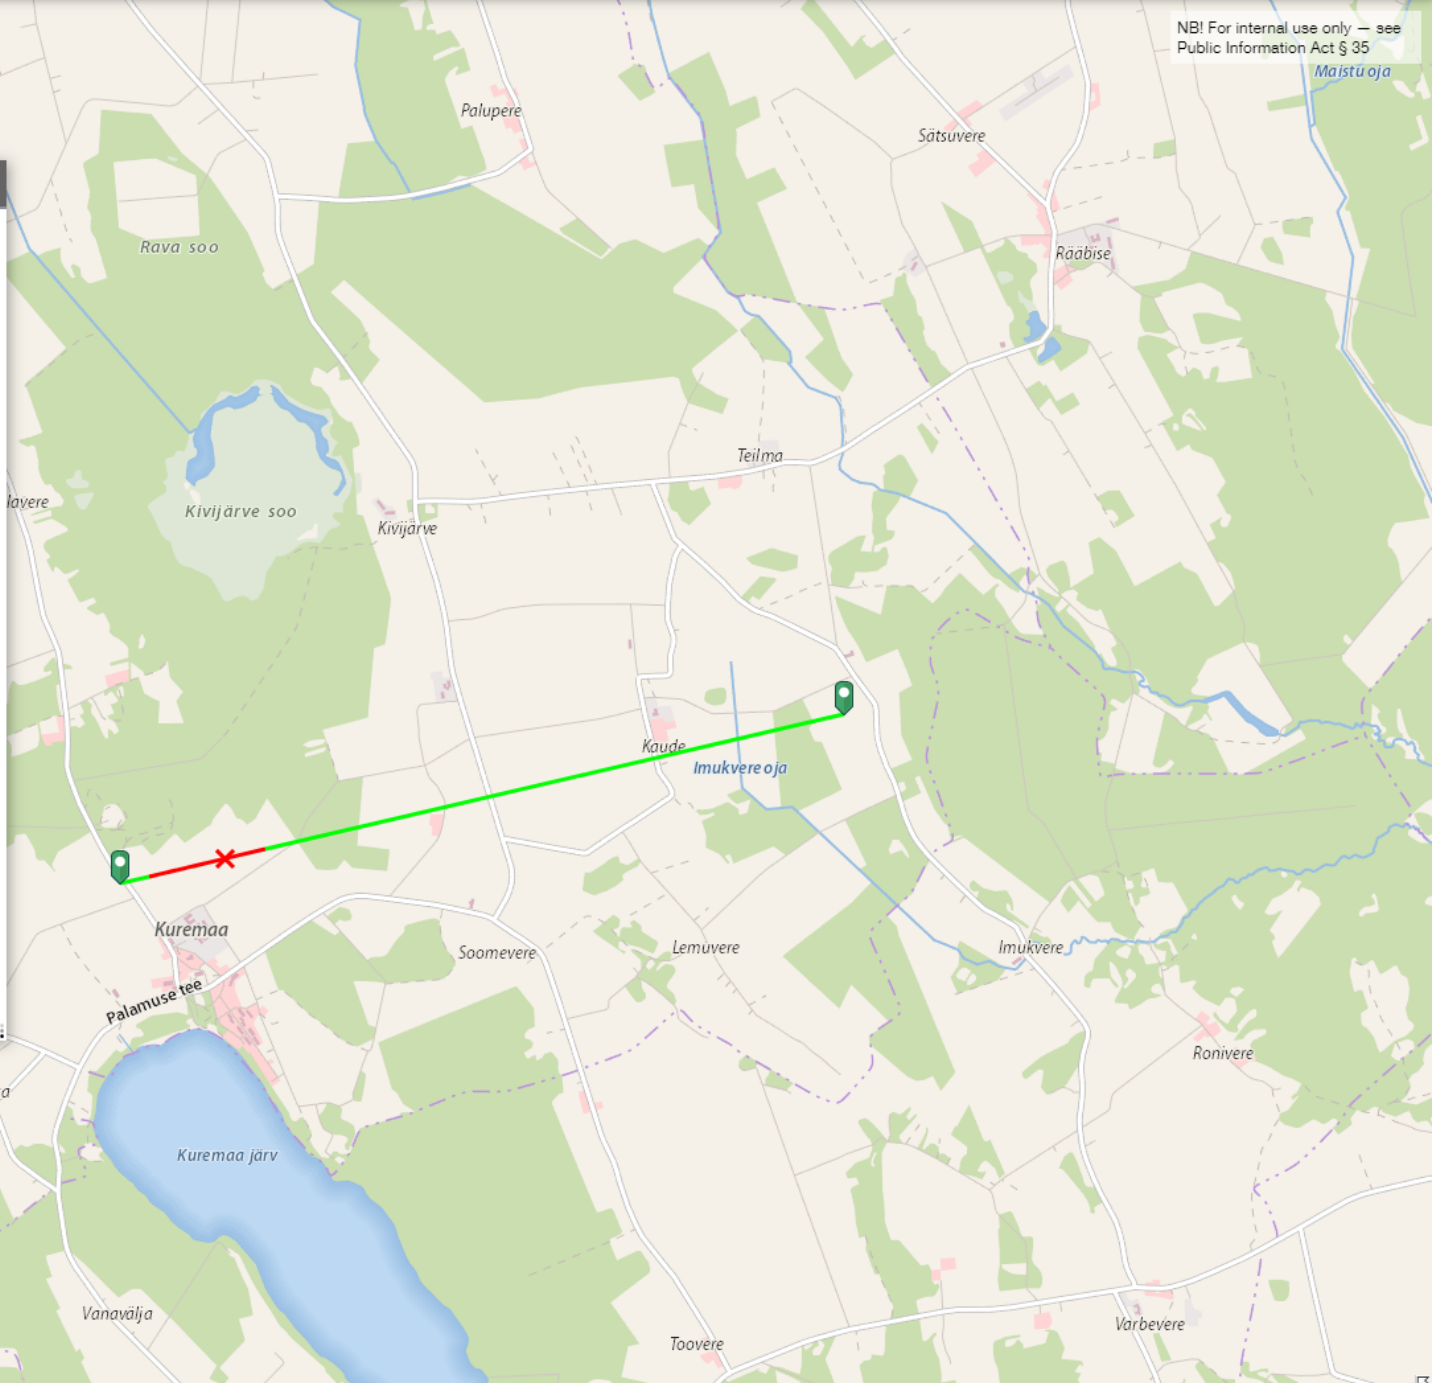 NB! For internal use only — see
Public Information Act § 35
Maistu oja
Palupere
Sätsuvere
Rava soo
Rääbise
Teilma
lavere
Kivijärve soo
Kivijärve
Kaude
Imukvere oja
Kuremaa
Soomevere
Lemuvere
Imukvere
Palamuse tee
Ronivere
a
Kuremaa järv
Vanavälja
Toovere
Varbevere